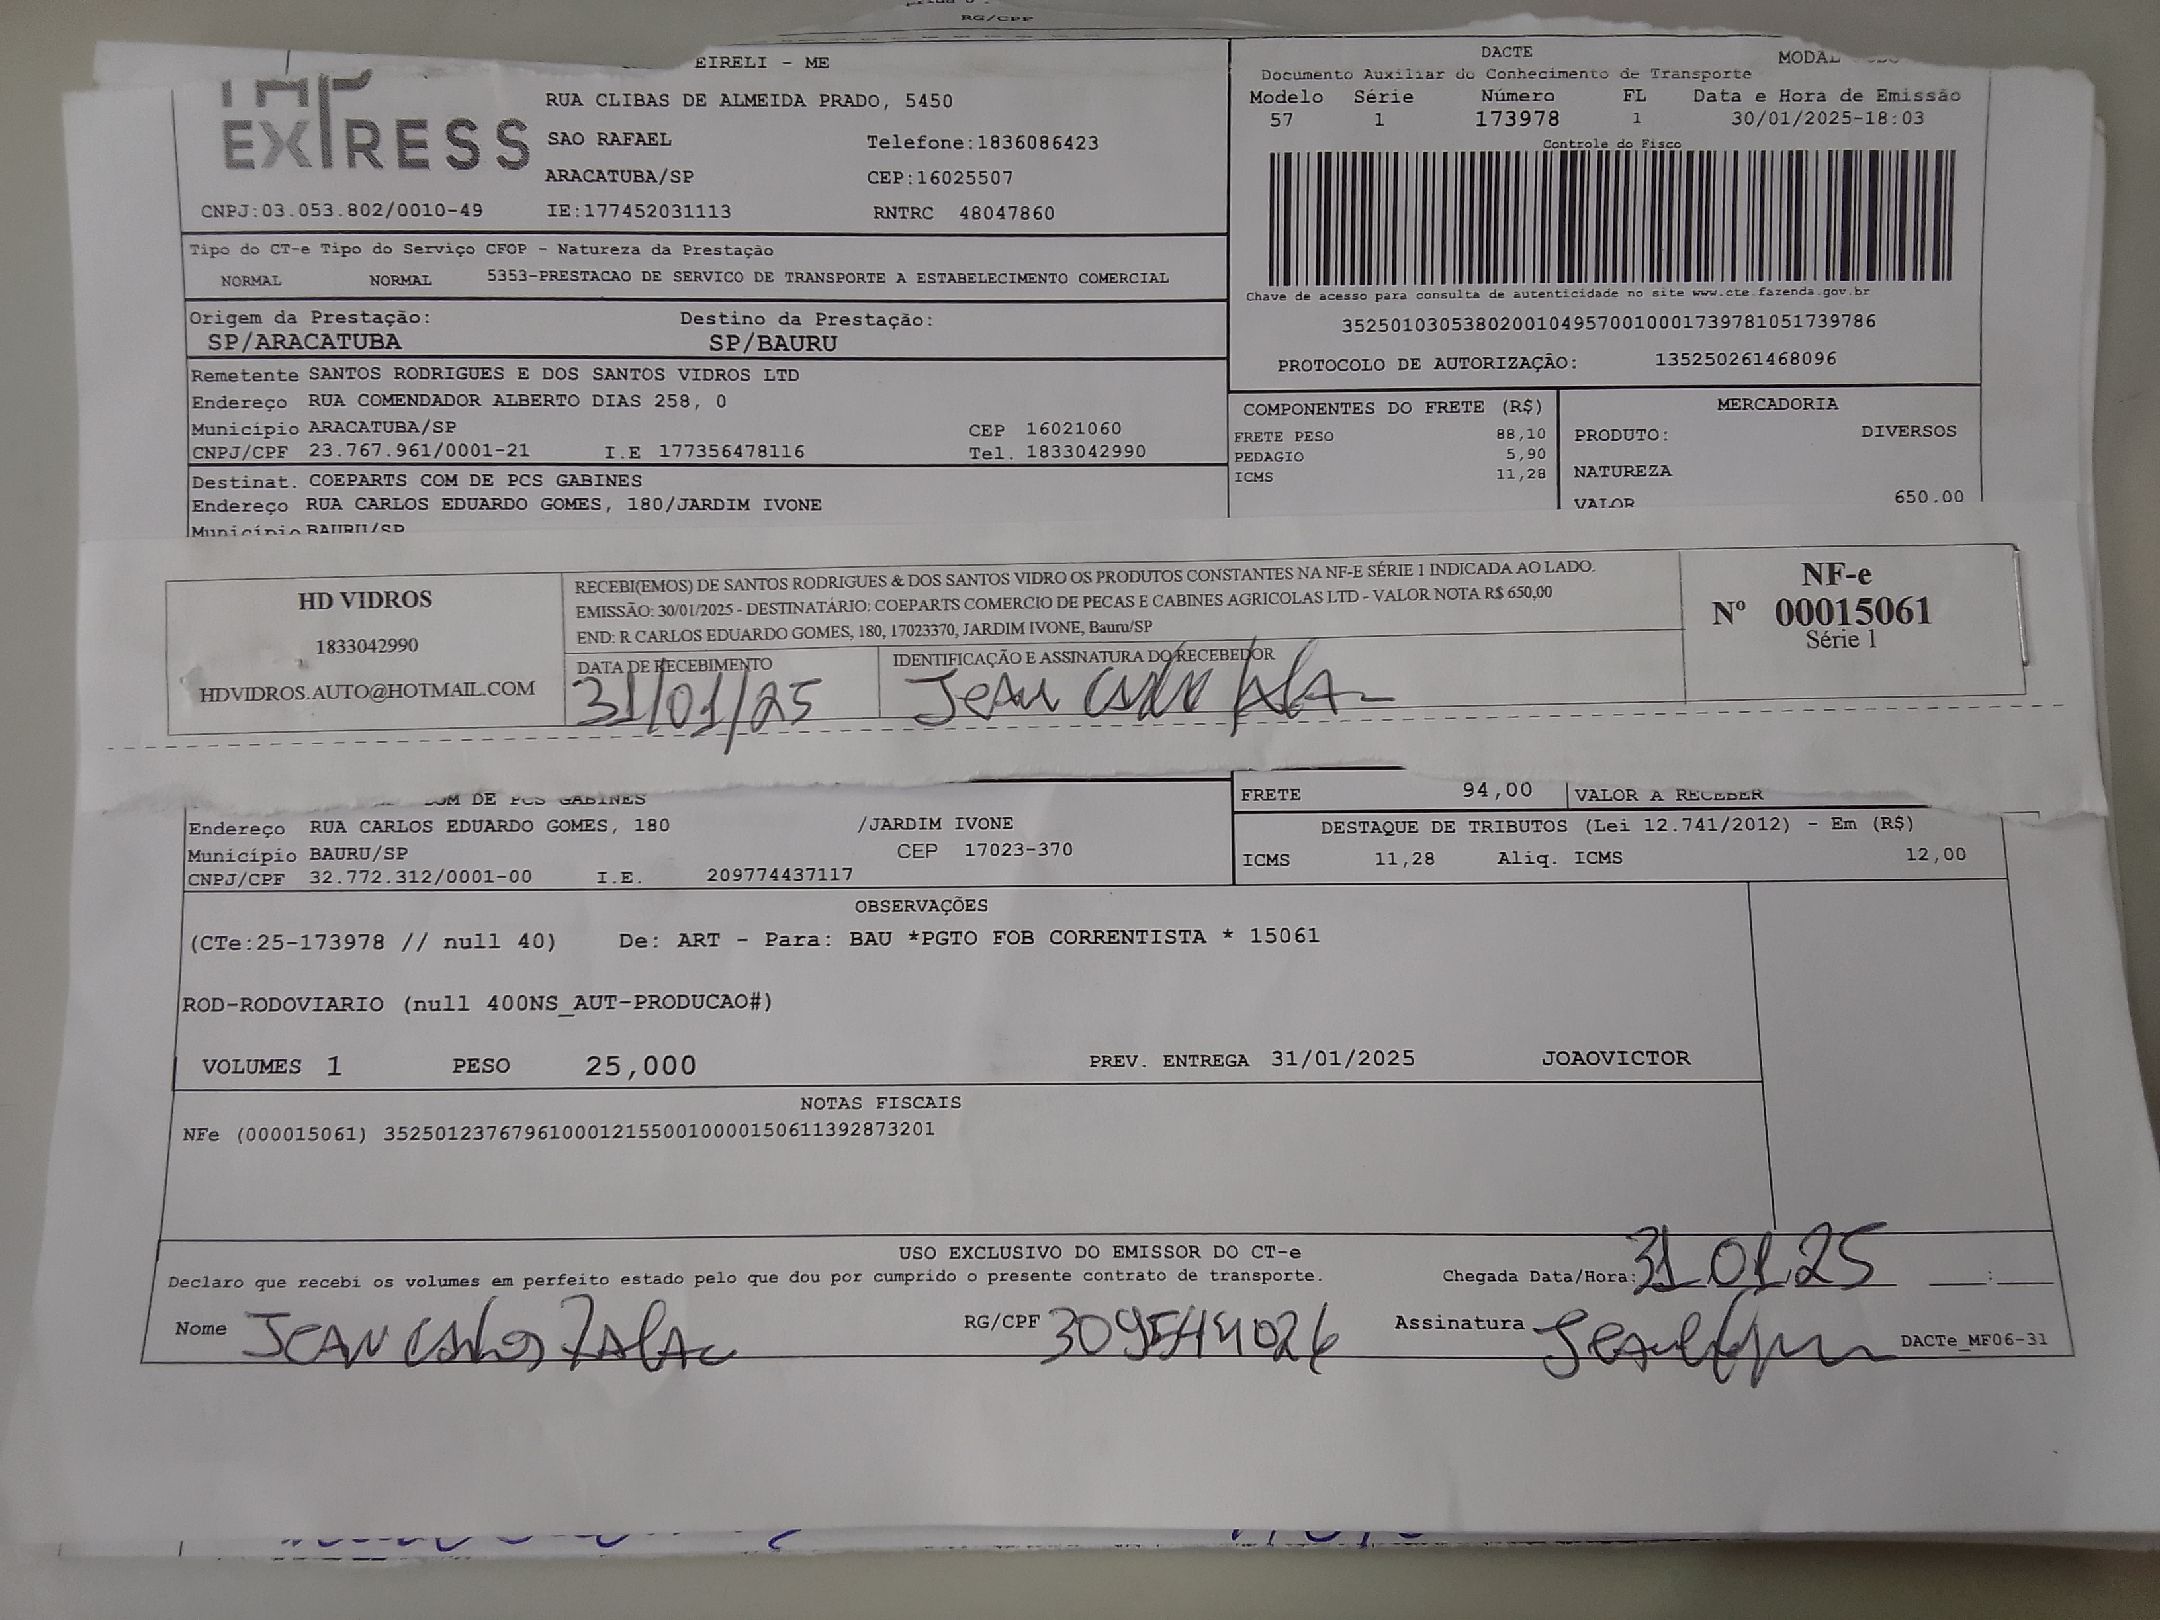 RG/CPF
EIRELI - ME
EXPRESS
RUA CLIBAS DE ALMEIDA PRADO, 5450
SAO RAFAEL Telefone:1836086423
ARACATUBA/SP CEP:16025507
CNPJ:03.053.802/0010-49 IE:177452031113 RNTRC 48047860
DACTE
Documento Auxiliar do Conhecimento de Transporte
Modelo Série Número FL Data e Hora de Emissão
57 1 173978 1 30/01/2025-18:03
Controle do Fisco
Chave de acesso para consulta de autenticidade no site www.cte.fazenda.gov.br
35250103053802001049570010001739781051739786
PROTOCOLO DE AUTORIZAÇÃO: 135250261468096
Tipo do CT-e Tipo do Serviço CFOP - Natureza da Prestação
NORMAL NORMAL 5353-PRESTACAO DE SERVICO DE TRANSPORTE A ESTABELECIMENTO COMERCIAL
Origem da Prestação: Destino da Prestação:
SP/ARACATUBA SP/BAURU
Remetente SANTOS RODRIGUES E DOS SANTOS VIDROS LTD
Endereço RUA COMENDADOR ALBERTO DIAS 258, 0
Município ARACATUBA/SP CEP 16021060
CNPJ/CPF 23.767.961/0001-21 I.E 177356478116 Tel. 1833042990
Destinat. COEPARTS COM DE PCS GABINES
Endereço RUA CARLOS EDUARDO GOMES, 180/JARDIM IVONE
Município BAURU/SP
COMPONENTES DO FRETE (R$)
FRETE PESO 88,10
PEDAGIO 5,90
ICMS 11,28
MERCADORIA
PRODUTO: DIVERSOS
NATUREZA
VALOR 650.00
HD VIDROS
1833042990
HDVIDROS.AUTO@HOTMAIL.COM
RECEBI(EMOS) DE SANTOS RODRIGUES & DOS SANTOS VIDRO OS PRODUTOS CONSTANTES NA NF-E SÉRIE 1 INDICADA AO LADO.
EMISSÃO: 30/01/2025 - DESTINATÁRIO: COEPARTS COMERCIO DE PECAS E CABINES AGRICOLAS LTD - VALOR NOTA R$ 650,00
END: R CARLOS EDUARDO GOMES, 180, 17023370, JARDIM IVONE, Bauru/SP
DATA DE RECEBIMENTO IDENTIFICAÇÃO E ASSINATURA DO RECEBEDOR
31/01/25 Jean Carlos
NF-e
Nº 00015061
Série 1
COM DE PCS GABINES
Endereço RUA CARLOS EDUARDO GOMES, 180 /JARDIM IVONE
Município BAURU/SP CEP 17023-370
CNPJ/CPF 32.772.312/0001-00 I.E. 209774437117
FRETE 94,00 VALOR A RECEBER
DESTAQUE DE TRIBUTOS (Lei 12.741/2012) - Em (R$)
ICMS 11,28 Aliq. ICMS 12,00
OBSERVAÇÕES
(CTe:25-173978 // null 40) De: ART - Para: BAU *PGTO FOB CORRENTISTA * 15061
ROD-RODOVIARIO (null 400NS_AUT-PRODUCAO#)
VOLUMES 1 PESO 25,000 PREV. ENTREGA 31/01/2025 JOAOVICTOR
NOTAS FISCAIS
NFe (000015061) 35250123767961000121550010000150611392873201
USO EXCLUSIVO DO EMISSOR DO CT-e
Declaro que recebi os volumes em perfeito estado pelo que dou por cumprido o presente contrato de transporte. Chegada Data/Hora: 31 01 25 ____:____
Nome Jean Carlos RG/CPF 309544026 Assinatura DACTe_MF06-31